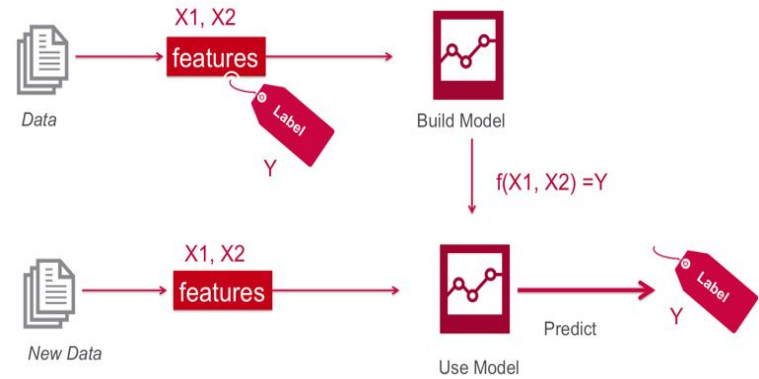 X1, X2
features
Label
Data
Y
Build Model
f(X1, X2) =Y
X1, X2
features
Label
Y
Predict
New Data
Use Model